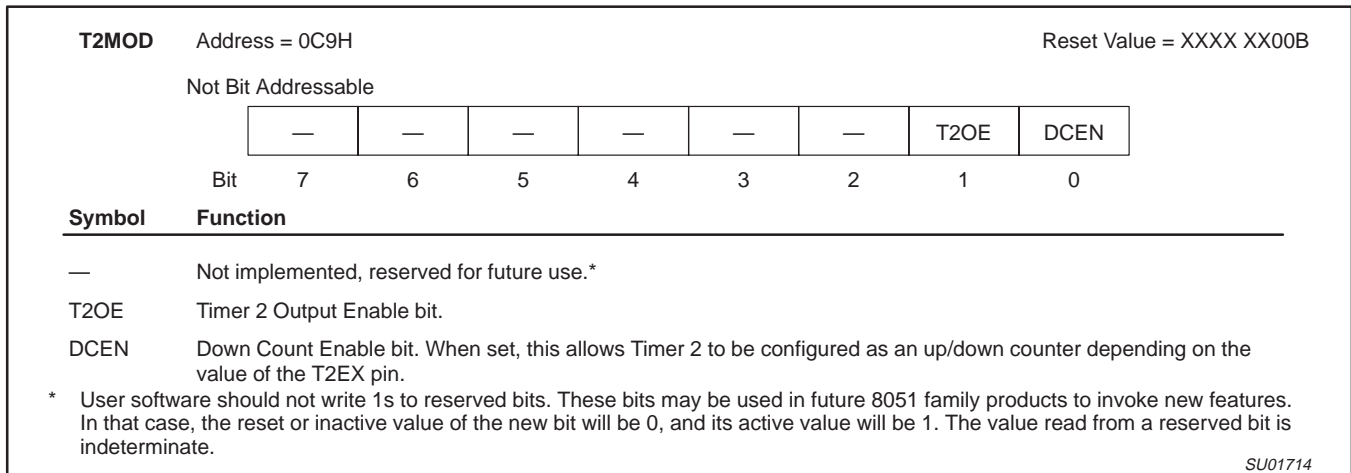 T2MOD Address = 0C9H Reset Value = XXXX XX00B
Not Bit Addressable
— — — — — — T2OE DCEN
Bit 7 6 5 4 3 2 1 0
Symbol Function
— Not implemented, reserved for future use.*
T2OE Timer 2 Output Enable bit.
DCEN Down Count Enable bit. When set, this allows Timer 2 to be configured as an up/down counter depending on the
value of the T2EX pin.
* User software should not write 1s to reserved bits. These bits may be used in future 8051 family products to invoke new features.
In that case, the reset or inactive value of the new bit will be 0, and its active value will be 1. The value read from a reserved bit is
indeterminate.
SU01714